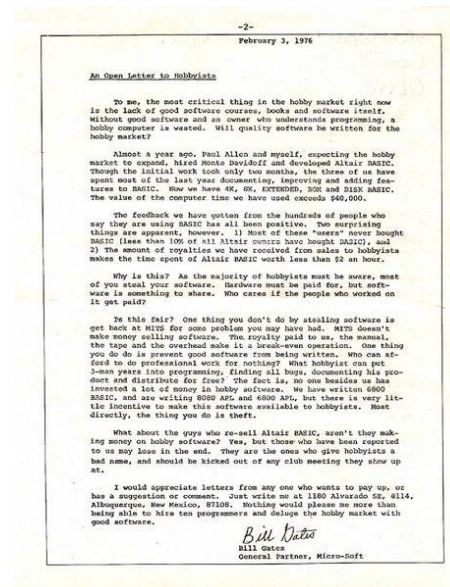 -2-
February 3, 1976
An Open Letter to Hobbyists
To me, the most critical thing in the hobby market right now
is the lack of good software courses, books and software itself.
Without good software and an owner who understands programming, a
hobby computer is wasted. Will quality software be written for the
hobby market?
Almost a year ago, Paul Allen and myself, expecting the hobby
market to expand, hired Monte Davidoff and developed Altair BASIC.
Though the initial work took only two months, the three of us have
spent most of the last year documenting, improving and adding fea-
tures to BASIC. Now we have 4K, 8K, EXTENDED, ROM and DISK BASIC.
The value of the computer time we have used exceeds $40,000.
The feedback we have gotten from the hundreds of people who
say they are using BASIC has all been positive. Two surprising
things are apparent, however. 1) Most of these "users" never bought
BASIC (less than 10% of all Altair owners have bought BASIC), and
2) The amount of royalties we have received from sales to hobbyists
makes the time spent of Altair BASIC worth less than $2 an hour.
Why is this? As the majority of hobbyists must be aware, most
of you steal your software. Hardware must be paid for, but soft-
ware is something to share. Who cares if the people who worked on
it get paid?
Is this fair? One thing you don't do by stealing software is
get back at MITS for some problem you may have had. MITS doesn't
make money selling software. The royalty paid to us, the manual,
the tape and the overhead make it a break-even operation. One thing
you do do is prevent good software from being written. Who can af-
ford to do professional work for nothing? What hobbyist can put
3-man years into programming, finding all bugs, documenting his pro-
duct and distribute for free? The fact is, no one besides us has
invested a lot of money in hobby software. We have written 6800
BASIC, and are writing 8080 APL and 6800 APL, but there is very lit-
tle incentive to make this software available to hobbyists. Most
directly, the thing you do is theft.
What about the guys who re-sell Altair BASIC, aren't they mak-
ing money on hobby software? Yes, but those who have been reported
to us may lose in the end. They are the ones who give hobbyists a
bad name, and should be kicked out of any club meeting they show up
at.
I would appreciate letters from any one who wants to pay up, or
has a suggestion or comment. Just write me at 1180 Alvarado SE, #114,
Albuquerque, New Mexico, 87108. Nothing would please me more than
being able to hire ten programmers and deluge the hobby market with
good software.
Bill Gates
Bill Gates
General Partner, Micro-Soft